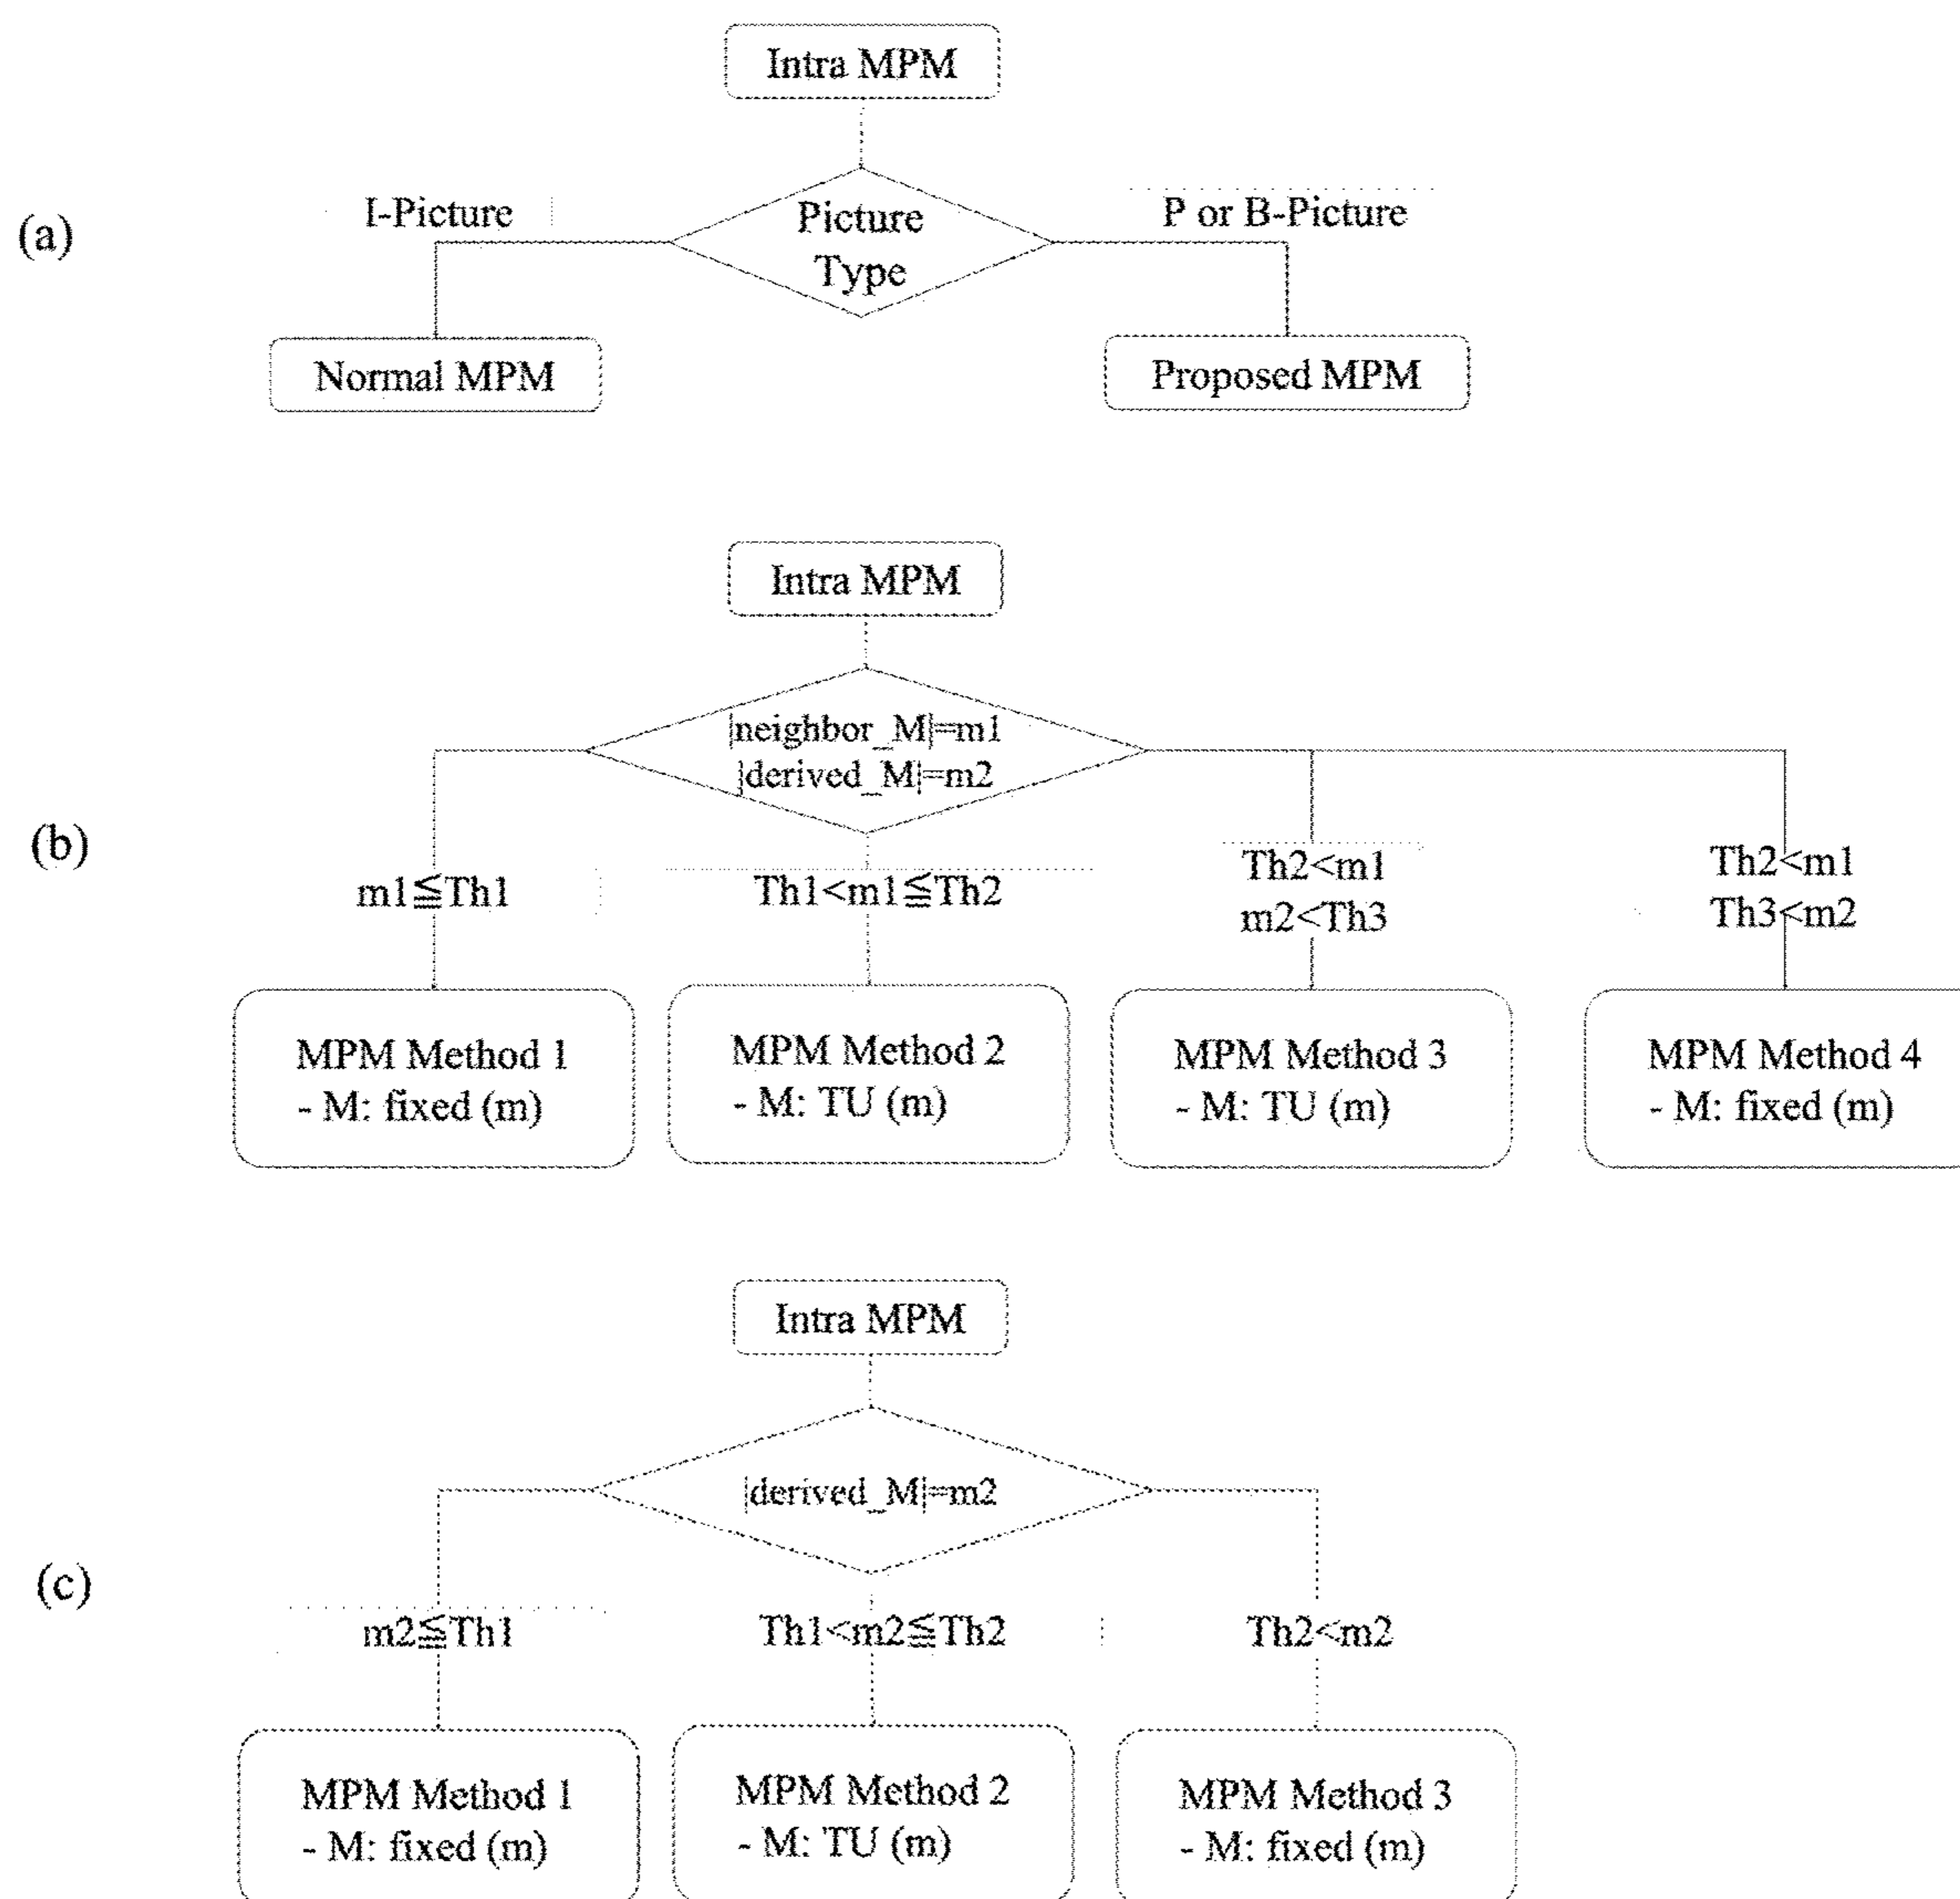 Intra MPM
I-Picture
Picture
Type
P or B-Picture
(a)
Normal MPM
Proposed MPM
Intra MPM
|neighbor_M|=m1
|derived_M|=m2
(b)
m1≦Th1
Th1<m1≦Th2
Th2<m1
m2<Th3
Th2<m1
Th3<m2
MPM Method 1
- M: fixed (m)
MPM Method 2
- M: TU (m)
MPM Method 3
- M: TU (m)
MPM Method 4
- M: fixed (m)
Intra MPM
|derived_M|=m2
(c)
m2≦Th1
Th1<m2≦Th2
Th2<m2
MPM Method 1
- M: fixed (m)
MPM Method 2
- M: TU (m)
MPM Method 3
- M: fixed (m)